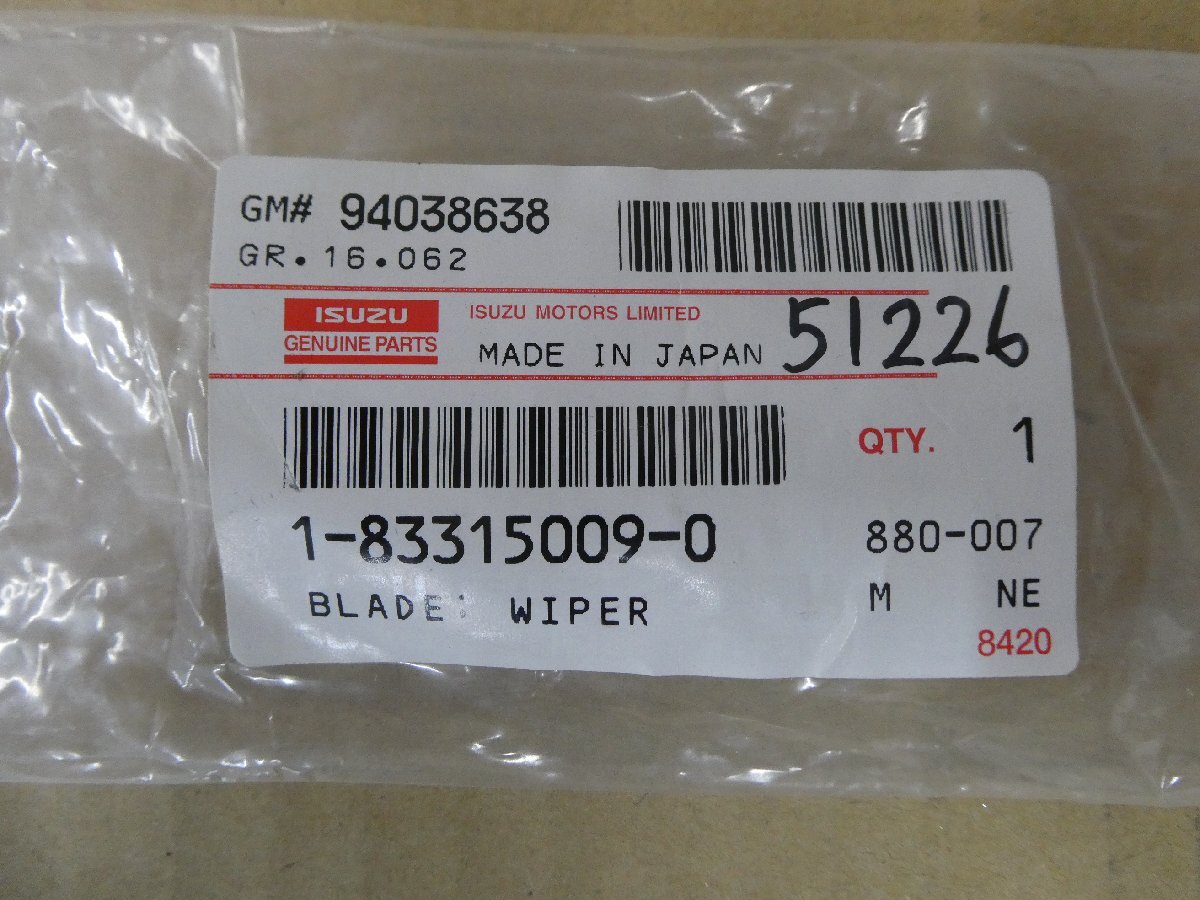 GM# 94038638
GR.16.062
ISUZU
GENUINE PARTS
ISUZU MOTORS LIMITED
MADE IN JAPAN
51226
QTY. 1
1-83315009-0
880-007
BLADE: WIPER
M NE
8420